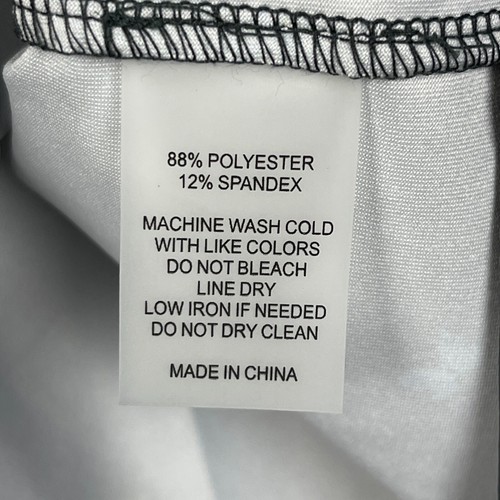 88% POLYESTER
12% SPANDEX
MACHINE WASH COLD
WITH LIKE COLORS
DO NOT BLEACH
LINE DRY
LOW IRON IF NEEDED
DO NOT DRY CLEAN
MADE IN CHINA